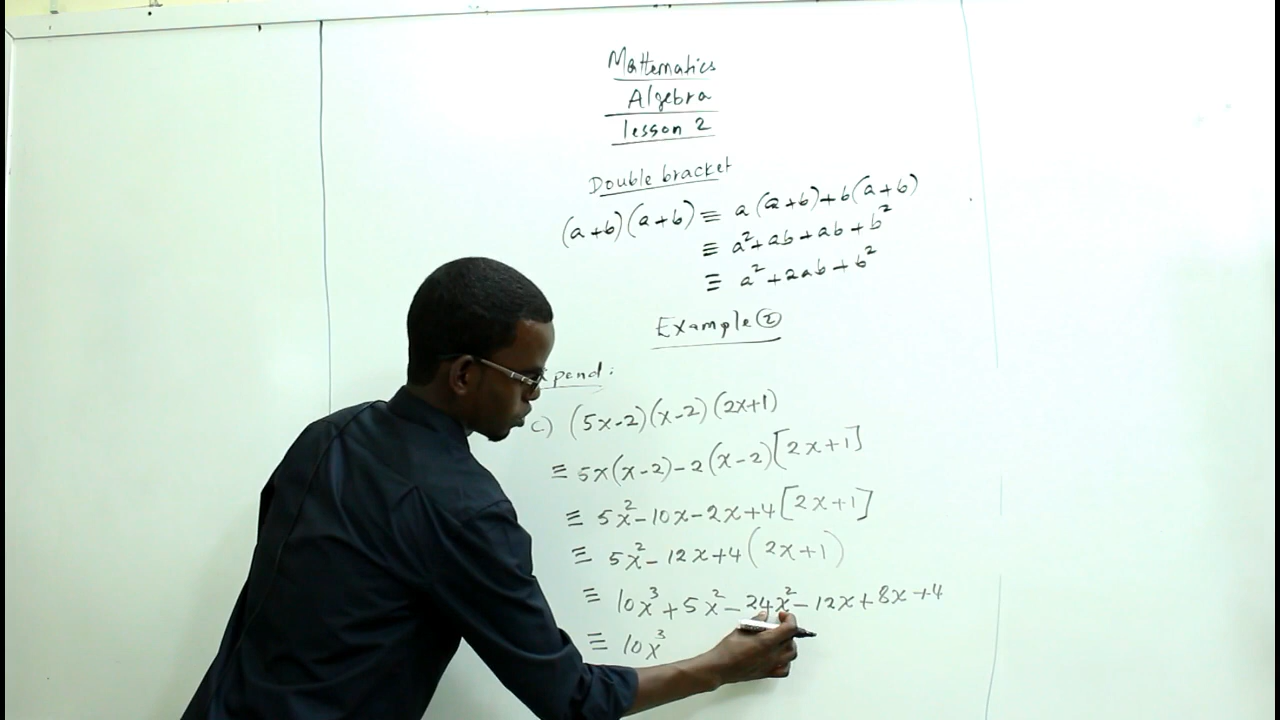 Mathematics
Algebra
lesson 2
Double bracket
(a+b)(a+b) ≡ a(a+b)+b(a+b)
≡ a²+ab+ab+b²
≡ a²+2ab+b²
Example ②
xpand:
c) (5x-2)(x-2)(2x+1)
≡ 5x(x-2)-2(x-2)[2x+1]
≡ 5x²-10x-2x+4[2x+1]
≡ 5x²-12x+4(2x+1)
≡ 10x³+5x²-24x²-12x+8x+4
≡ 10x³